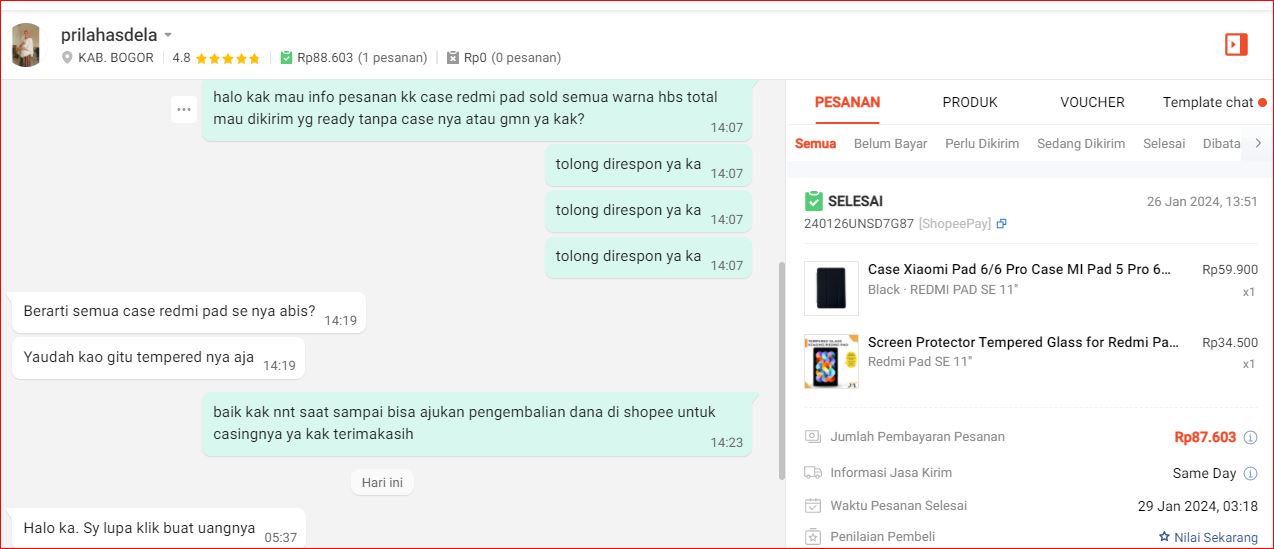 prilahasdela
KAB. BOGOR 4.8 Rp88.603 (1 pesanan) Rp0 (0 pesanan)
halo kak mau info pesanan kk case redmi pad sold semua warna hbs total
mau dikirim yg ready tanpa case nya atau gmn ya kak?
14:07
tolong direspon ya ka 14:07
tolong direspon ya ka 14:07
tolong direspon ya ka 14:07
Berarti semua case redmi pad se nya abis? 14:19
Yaudah kao gitu tempered nya aja 14:19
baik kak nnt saat sampai bisa ajukan pengembalian dana di shopee untuk
casingnya ya kak terimakasih
14:23
Hari ini
Halo ka. Sy lupa klik buat uangnya 05:37
PESANAN PRODUK VOUCHER Template chat
Semua Belum Bayar Perlu Dikirim Sedang Dikirim Selesai Dibata
SELESAI 26 Jan 2024, 13:51
240126UNSD7G87 [ShopeePay]
Case Xiaomi Pad 6/6 Pro Case MI Pad 5 Pro 6... Rp59.900
Black · REDMI PAD SE 11" x1
Screen Protector Tempered Glass for Redmi Pa... Rp34.500
Redmi Pad SE 11" x1
Jumlah Pembayaran Pesanan Rp87.603
Informasi Jasa Kirim Same Day
Waktu Pesanan Selesai 29 Jan 2024, 03:18
Penilaian Pembeli Nilai Sekarang